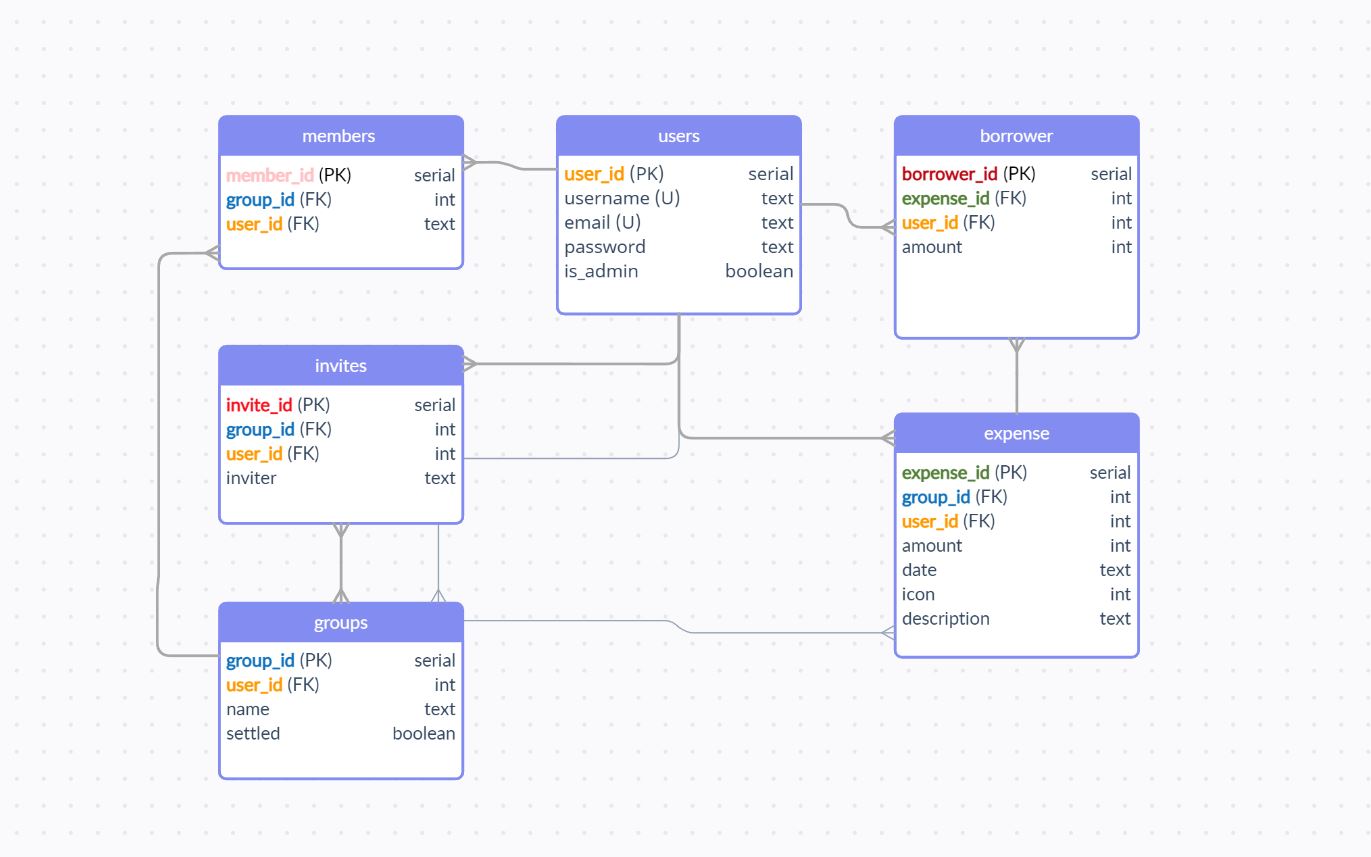 members
member_id (PK) serial
group_id (FK) int
user_id (FK) text
users
user_id (PK) serial
username (U) text
email (U) text
password text
is_admin boolean
borrower
borrower_id (PK) serial
expense_id (FK) int
user_id (FK) int
amount int
invites
invite_id (PK) serial
group_id (FK) int
user_id (FK) int
inviter text
expense
expense_id (PK) serial
group_id (FK) int
user_id (FK) int
amount int
date text
icon int
description text
groups
group_id (PK) serial
user_id (FK) int
name text
settled boolean